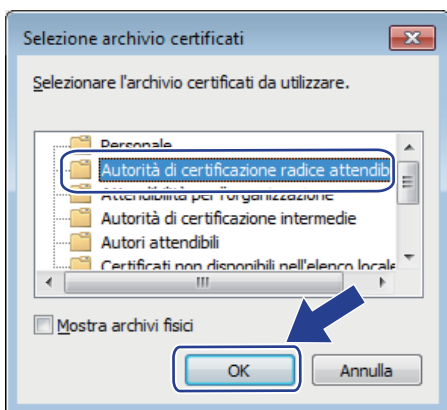 Selezione archivio certificati
Selezionare l'archivio certificati da utilizzare.
Personale
Autorità di certificazione radice attendib
Attendibilità per l'organizzazione
Autorità di certificazione intermedie
Autori attendibili
Certificati non disponibili nell'elenco locale
Mostra archivi fisici
OK
Annulla